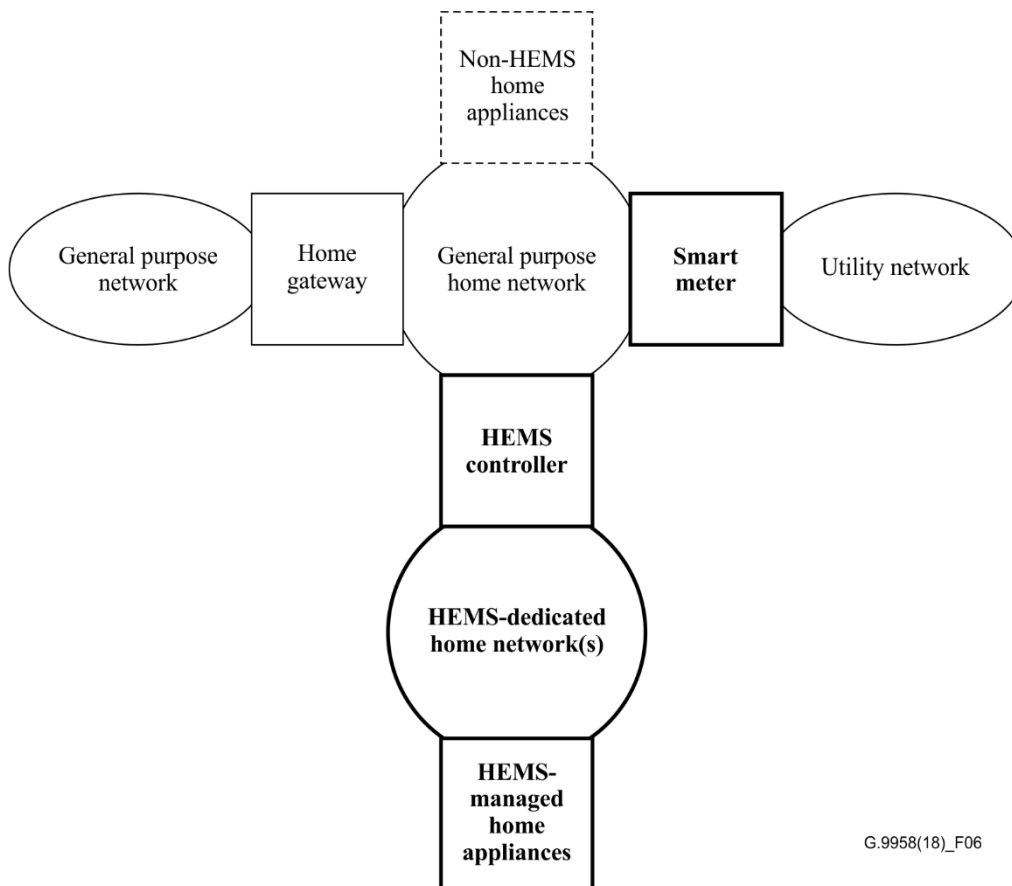 Non-HEMS
home
appliances
General purpose
network
Home
gateway
General purpose
home network
Smart
meter
Utility network
HEMS
controller
HEMS-dedicated
home network(s)
HEMS-
managed
home
appliances
G.9958(18)_F06